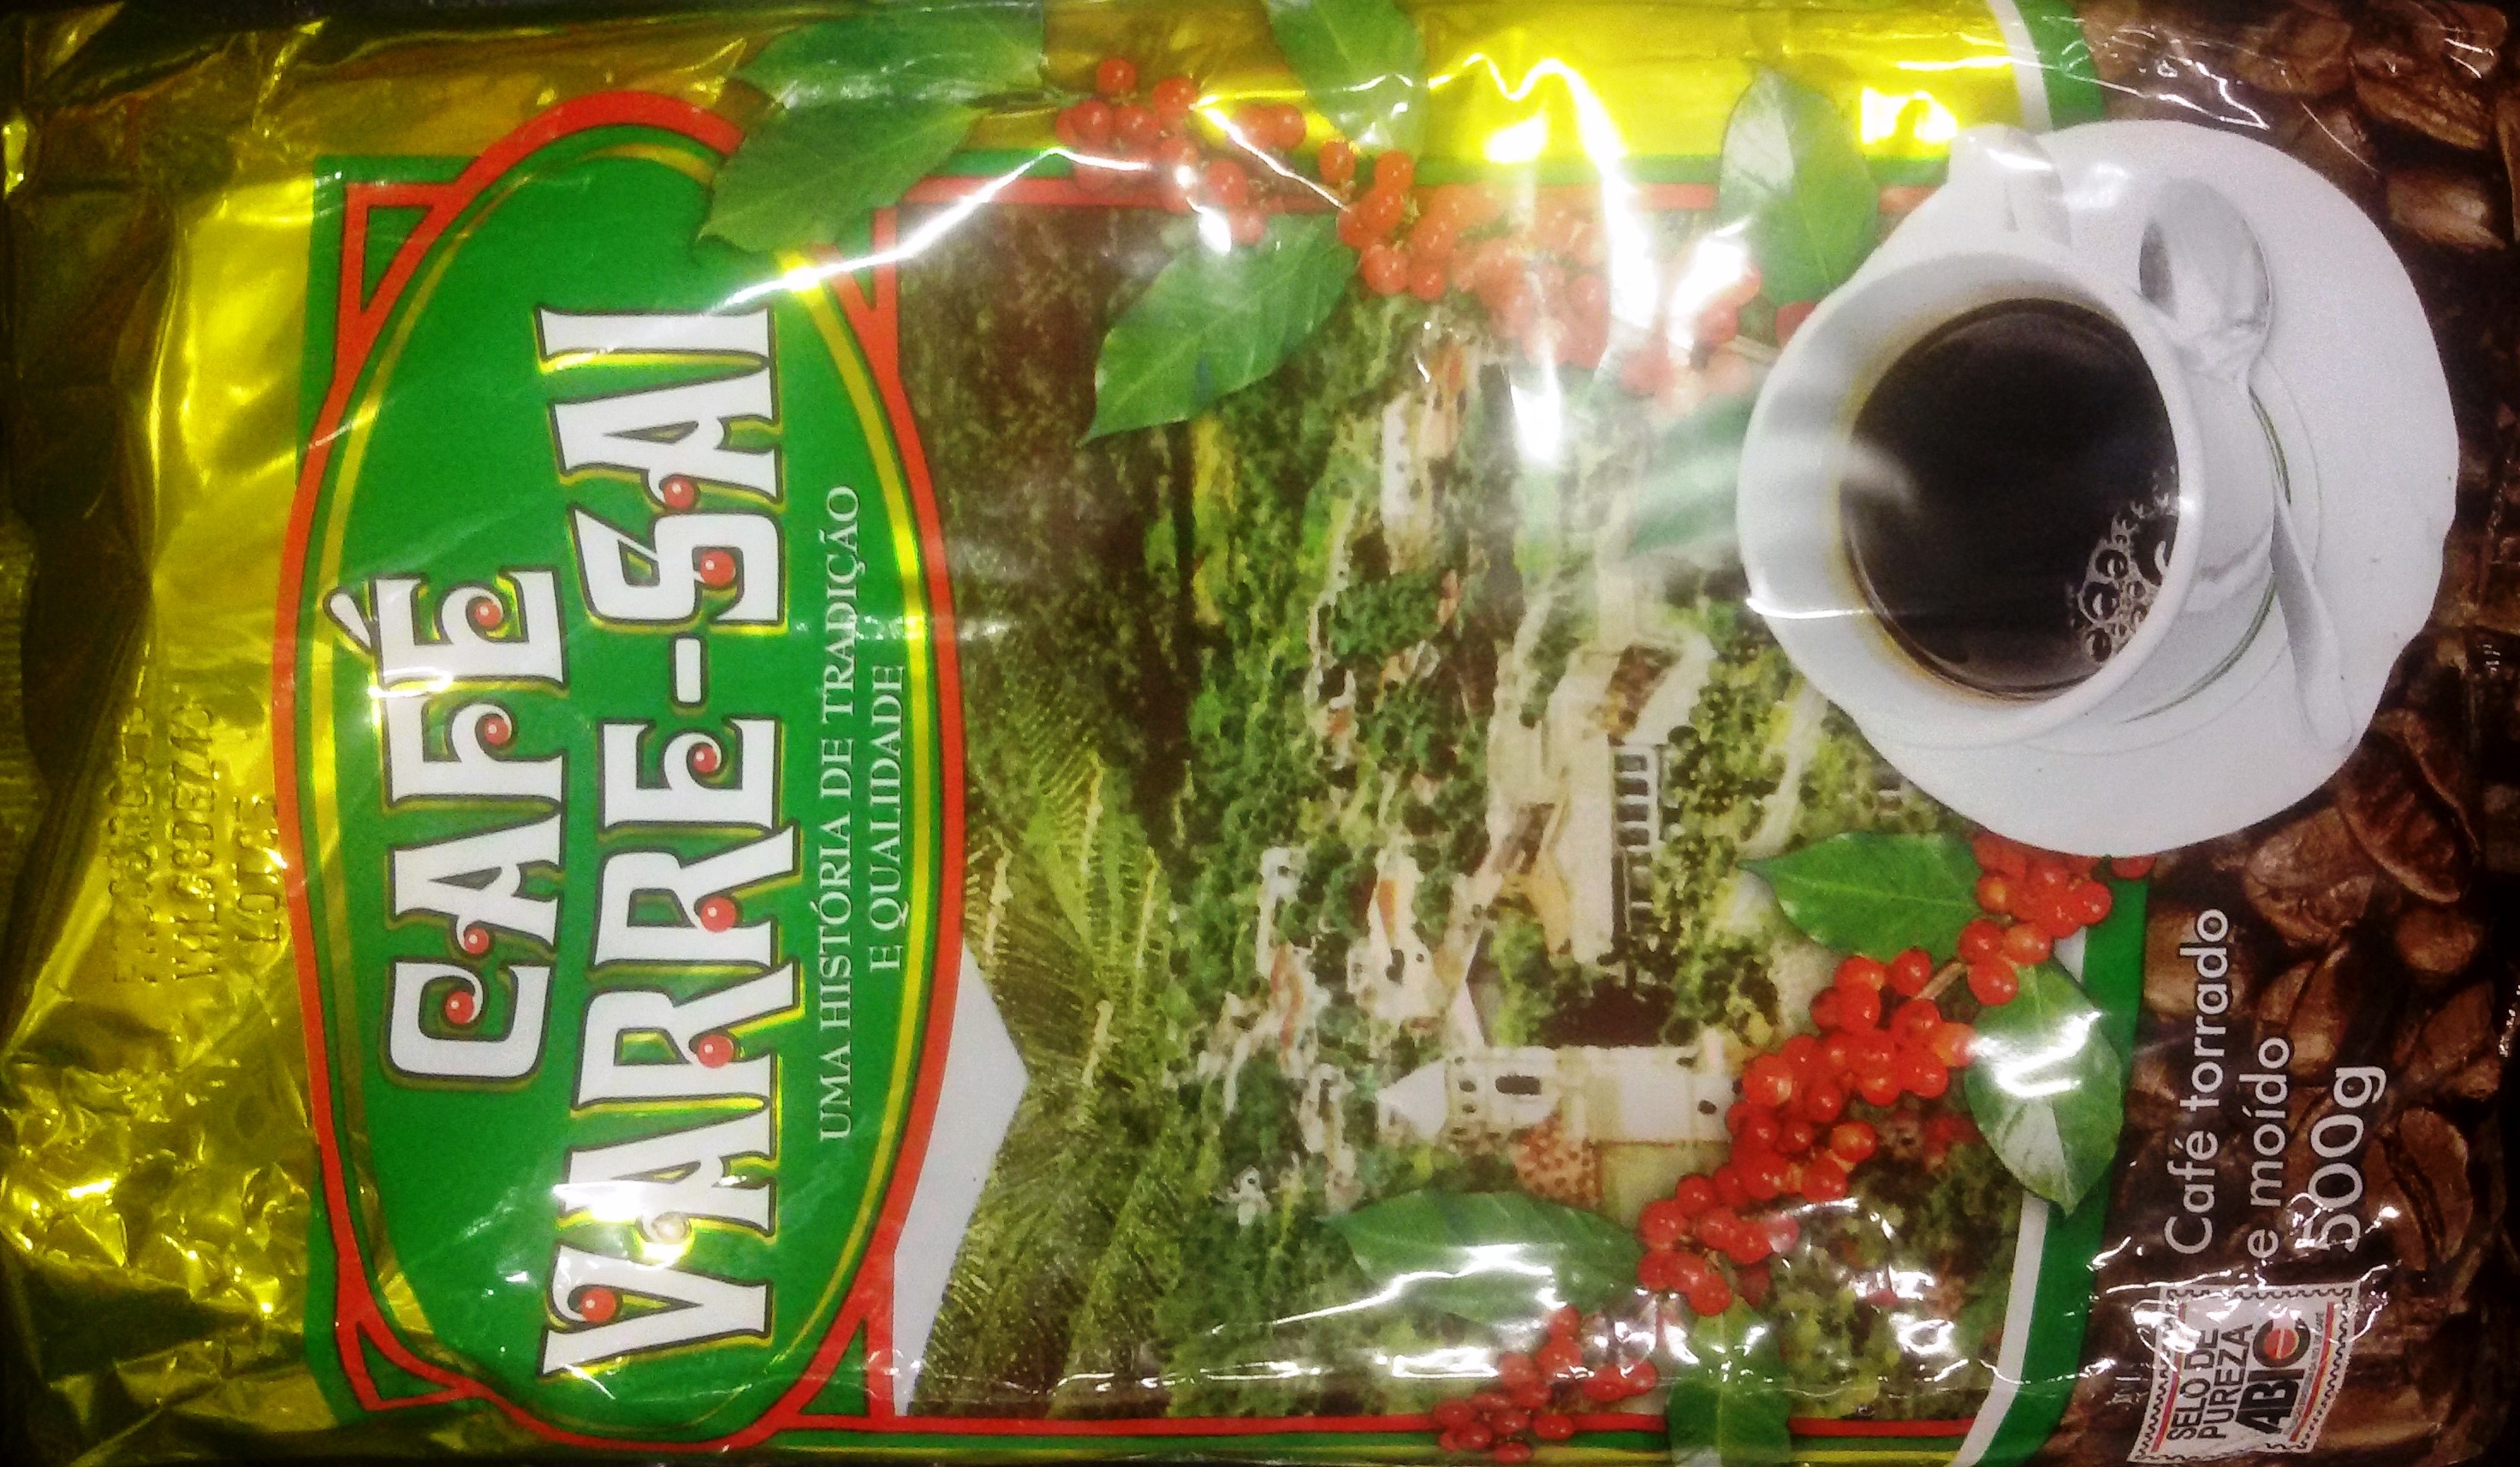 CAFÉ
VARRE-SAI
UMA HISTÓRIA DE TRADIÇÃO
E QUALIDADE
Café torrado
e moído
500g
SELO DE
PUREZA
ABIC